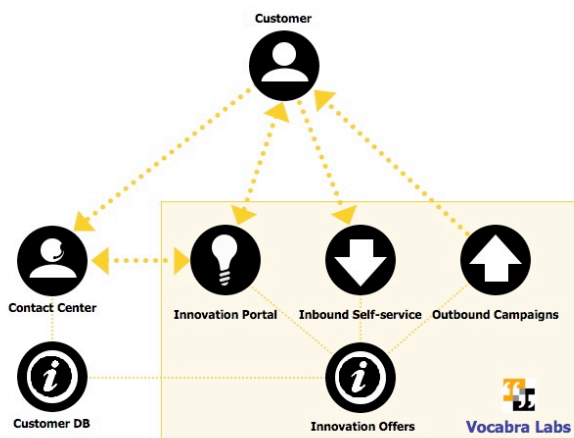 Customer
Contact Center
Innovation Portal
Inbound Self-service
Outbound Campaigns
Customer DB
Innovation Offers
Vocabra Labs